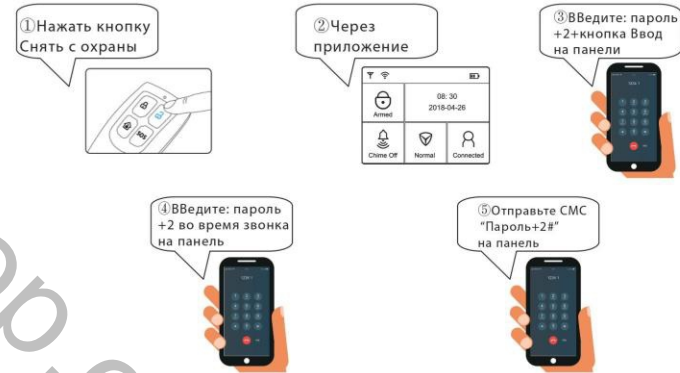 ①Нажать кнопку
Снять с охраны
SOS
②Через
приложение
08: 30
2018-04-26
Armed
Chime Off
Normal
Connected
③ВВедите: пароль
+2+кнопка Ввод
на панели
④ВВедите: пароль
+2 во время звонка
на панель
⑤Отправьте СМС
“Пароль+2#”
на панель